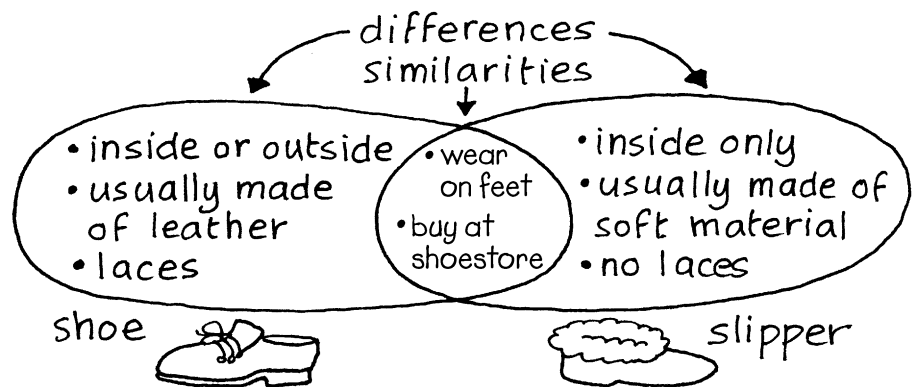 differences
similarities
• inside or outside
• usually made
of leather
• laces
• wear
on feet
• buy at
shoestore
• inside only
• usually made of
soft material
• no laces
shoe
slipper